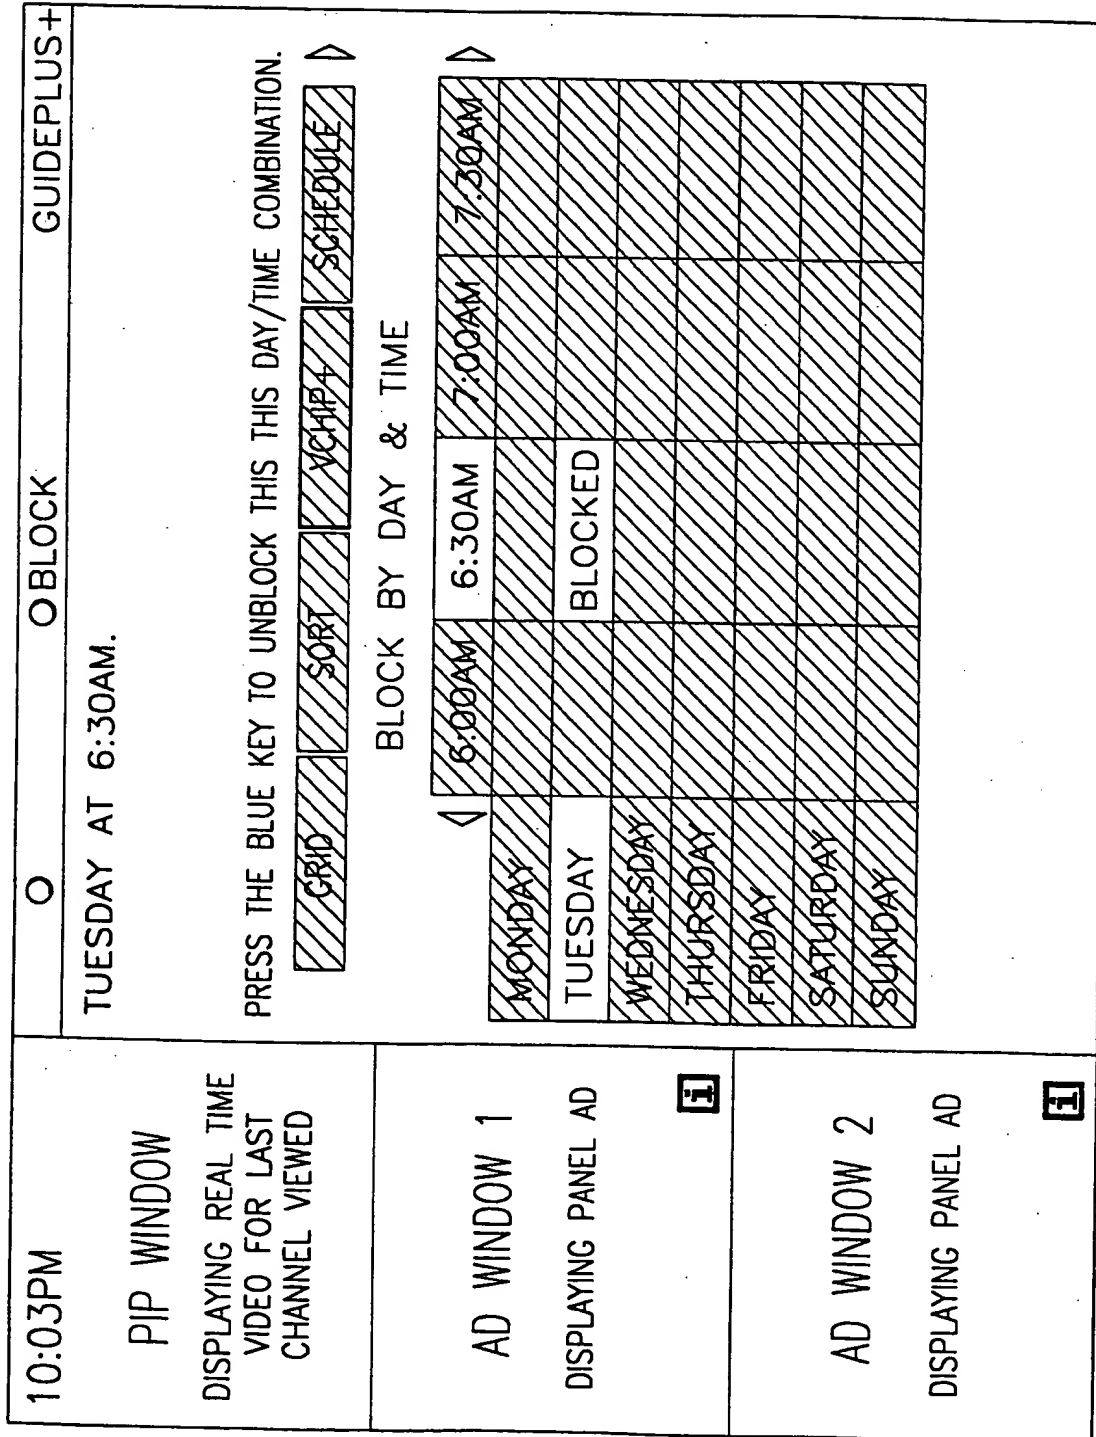 10:03PM
PIP WINDOW
DISPLAYING REAL TIME
VIDEO FOR LAST
CHANNEL VIEWED
AD WINDOW 1
DISPLAYING PANEL AD
i
AD WINDOW 2
DISPLAYING PANEL AD
i
BLOCK GUIDEPLUS+
TUESDAY AT 6:30AM.
PRESS THE BLUE KEY TO UNBLOCK THIS THIS DAY/TIME COMBINATION.
GRID SORT VCHIP+ SCHEDULE
BLOCK BY DAY & TIME
6:00AM 6:30AM 7:00AM 7:30AM
MONDAY
TUESDAY BLOCKED
WEDNESDAY
THURSDAY
FRIDAY
SATURDAY
SUNDAY